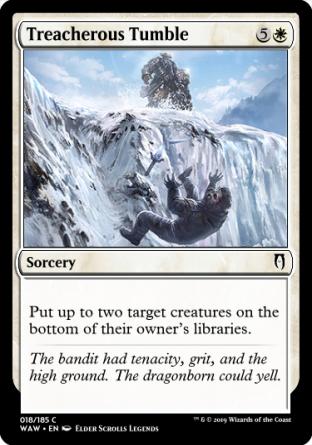 Treacherous Tumble 5
Sorcery
Put up to two target creatures on the
bottom of their owner's libraries.
The bandit had tenacity, grit, and the
high ground. The dragonborn could yell.
018/185 C
WAW • EN Elder Scrolls Legends
™ & © 2019 Wizards of the Coast